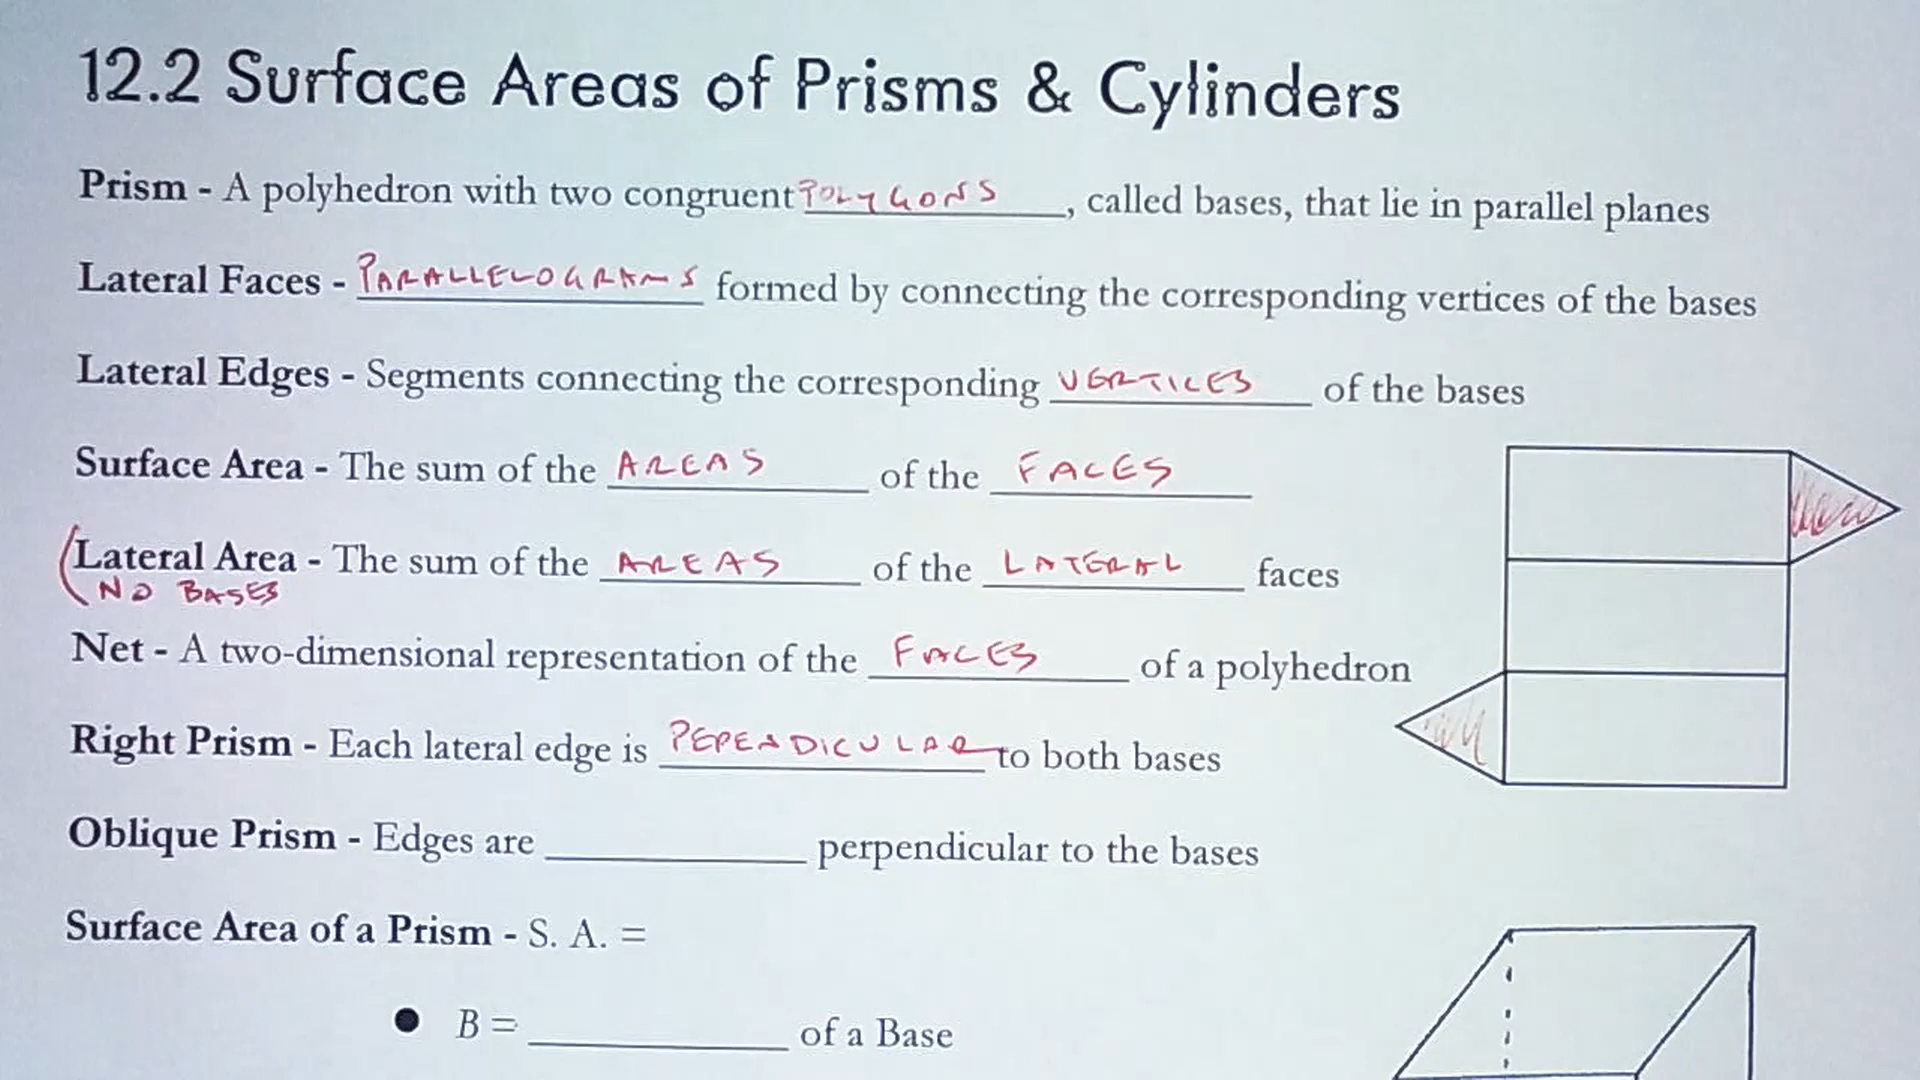 12.2 Surface Areas of Prisms & Cylinders
Prism - A polyhedron with two congruent POLYGONS, called bases, that lie in parallel planes
Lateral Faces - PARALLELOGRAMS formed by connecting the corresponding vertices of the bases
Lateral Edges - Segments connecting the corresponding VERTICES of the bases
Surface Area - The sum of the AREAS of the FACES
Lateral Area - The sum of the AREAS of the LATERAL faces
NO BASES
Net - A two-dimensional representation of the FACES of a polyhedron
Right Prism - Each lateral edge is PEPENDICULAR to both bases
Oblique Prism - Edges are ____________ perpendicular to the bases
Surface Area of a Prism - S. A. =
● B = ____________ of a Base